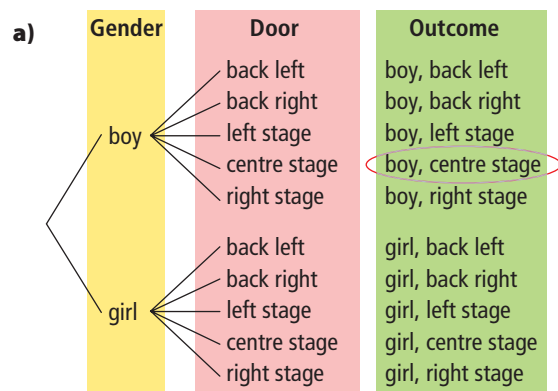 a)
Gender Door Outcome
back left boy, back left
back right boy, back right
boy left stage boy, left stage
centre stage boy, centre stage
right stage boy, right stage
back left girl, back left
back right girl, back right
girl left stage girl, left stage
centre stage girl, centre stage
right stage girl, right stage